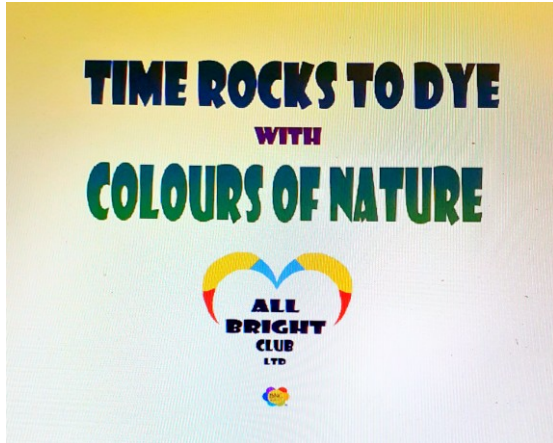 TIME ROCKS TO DYE
WITH
COLOURS OF NATURE
ALL
BRIGHT
CLUB
LTD